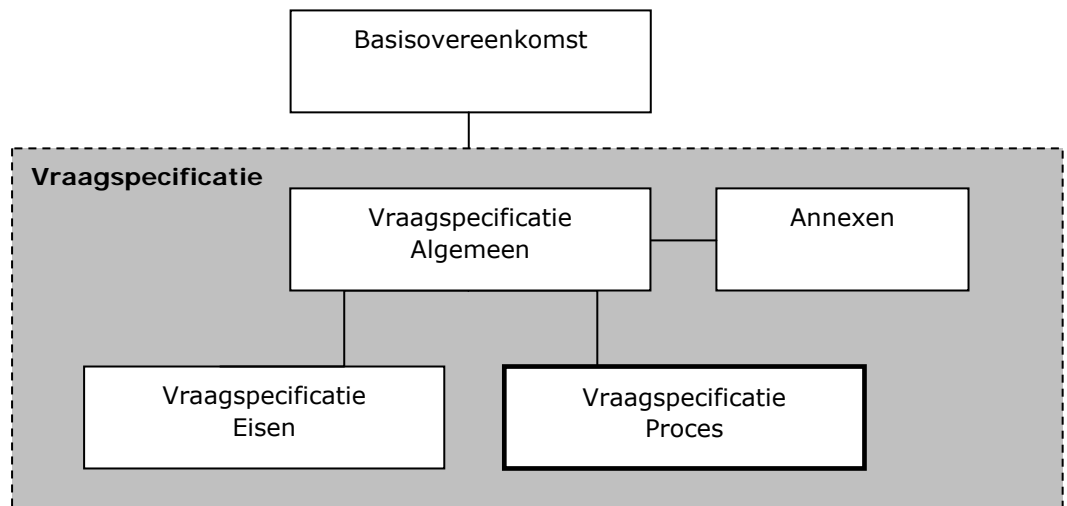 Basisovereenkomst
Vraagspecificatie
Vraagspecificatie
Algemeen
Annexen
Vraagspecificatie
Eisen
Vraagspecificatie
Proces